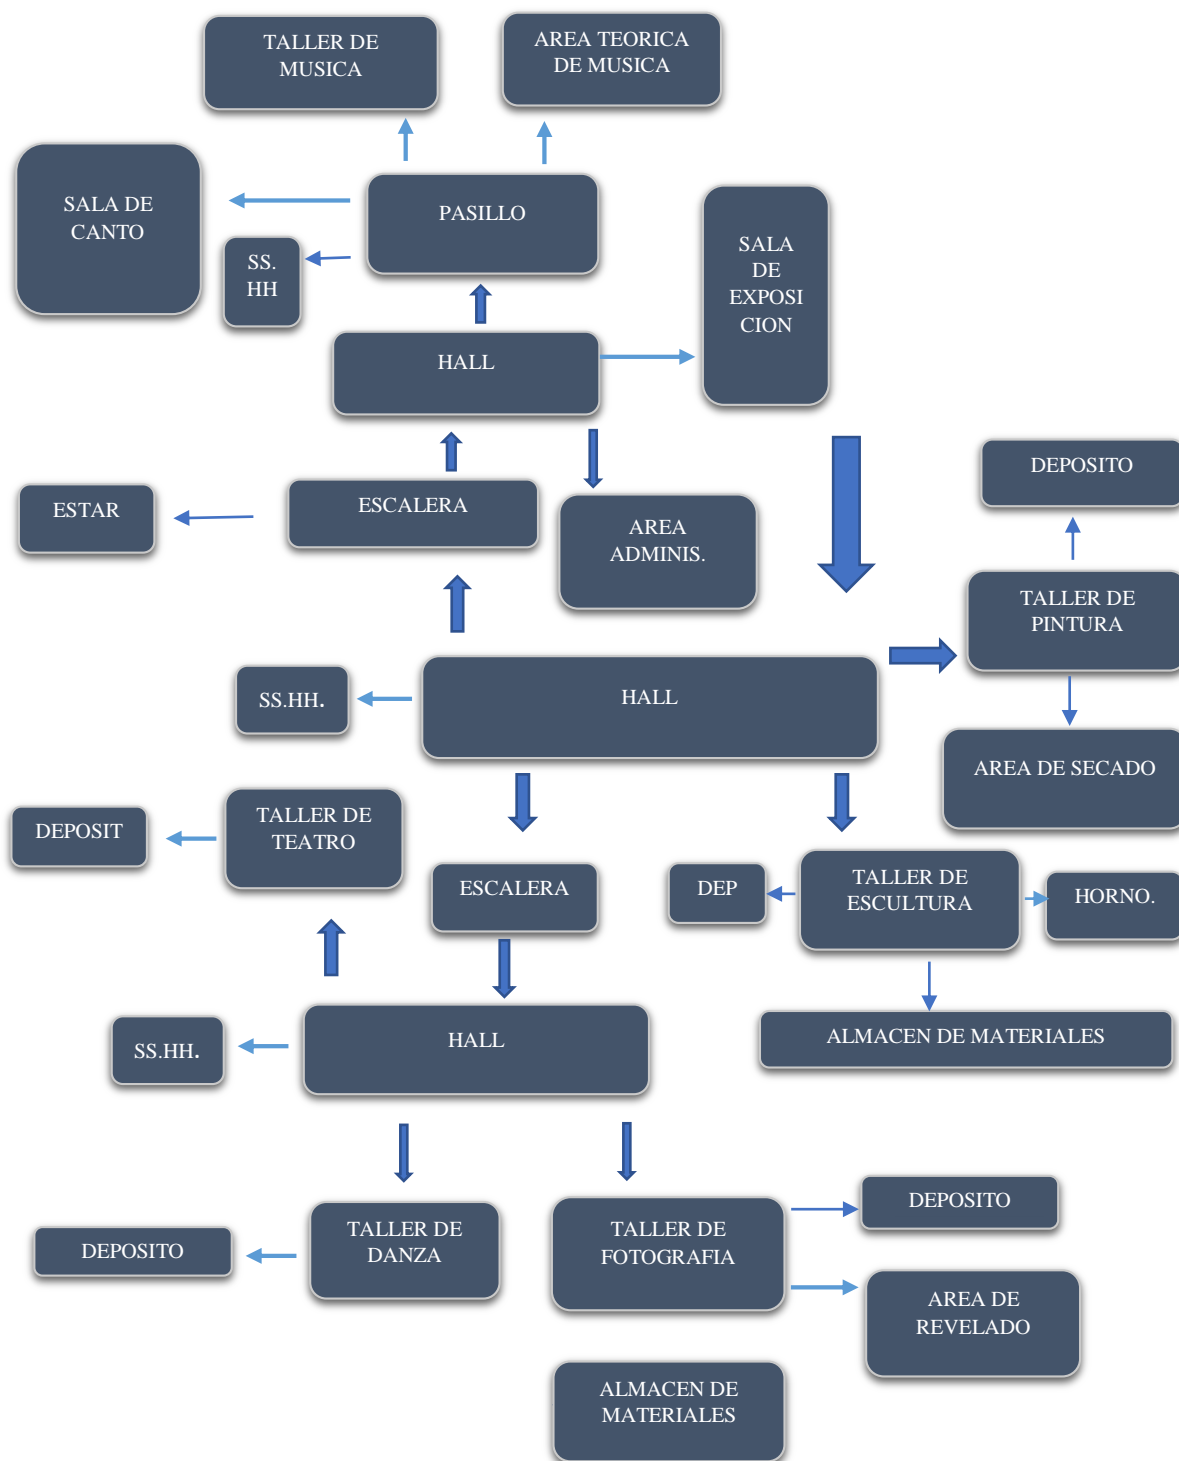 TALLER DE
MUSICA
AREA TEORICA
DE MUSICA
SALA DE
CANTO
PASILLO
SS.
HH
SALA
DE
EXPOSI
CION
HALL
DEPOSITO
ESTAR
ESCALERA
AREA
ADMINIS.
TALLER DE
PINTURA
SS.HH.
HALL
AREA DE SECADO
DEPOSIT
TALLER DE
TEATRO
ESCALERA
DEP
TALLER DE
ESCULTURA
HORNO.
SS.HH.
HALL
ALMACEN DE MATERIALES
DEPOSITO
TALLER DE
DANZA
TALLER DE
FOTOGRAFIA
DEPOSITO
AREA DE
REVELADO
ALMACEN DE
MATERIALES